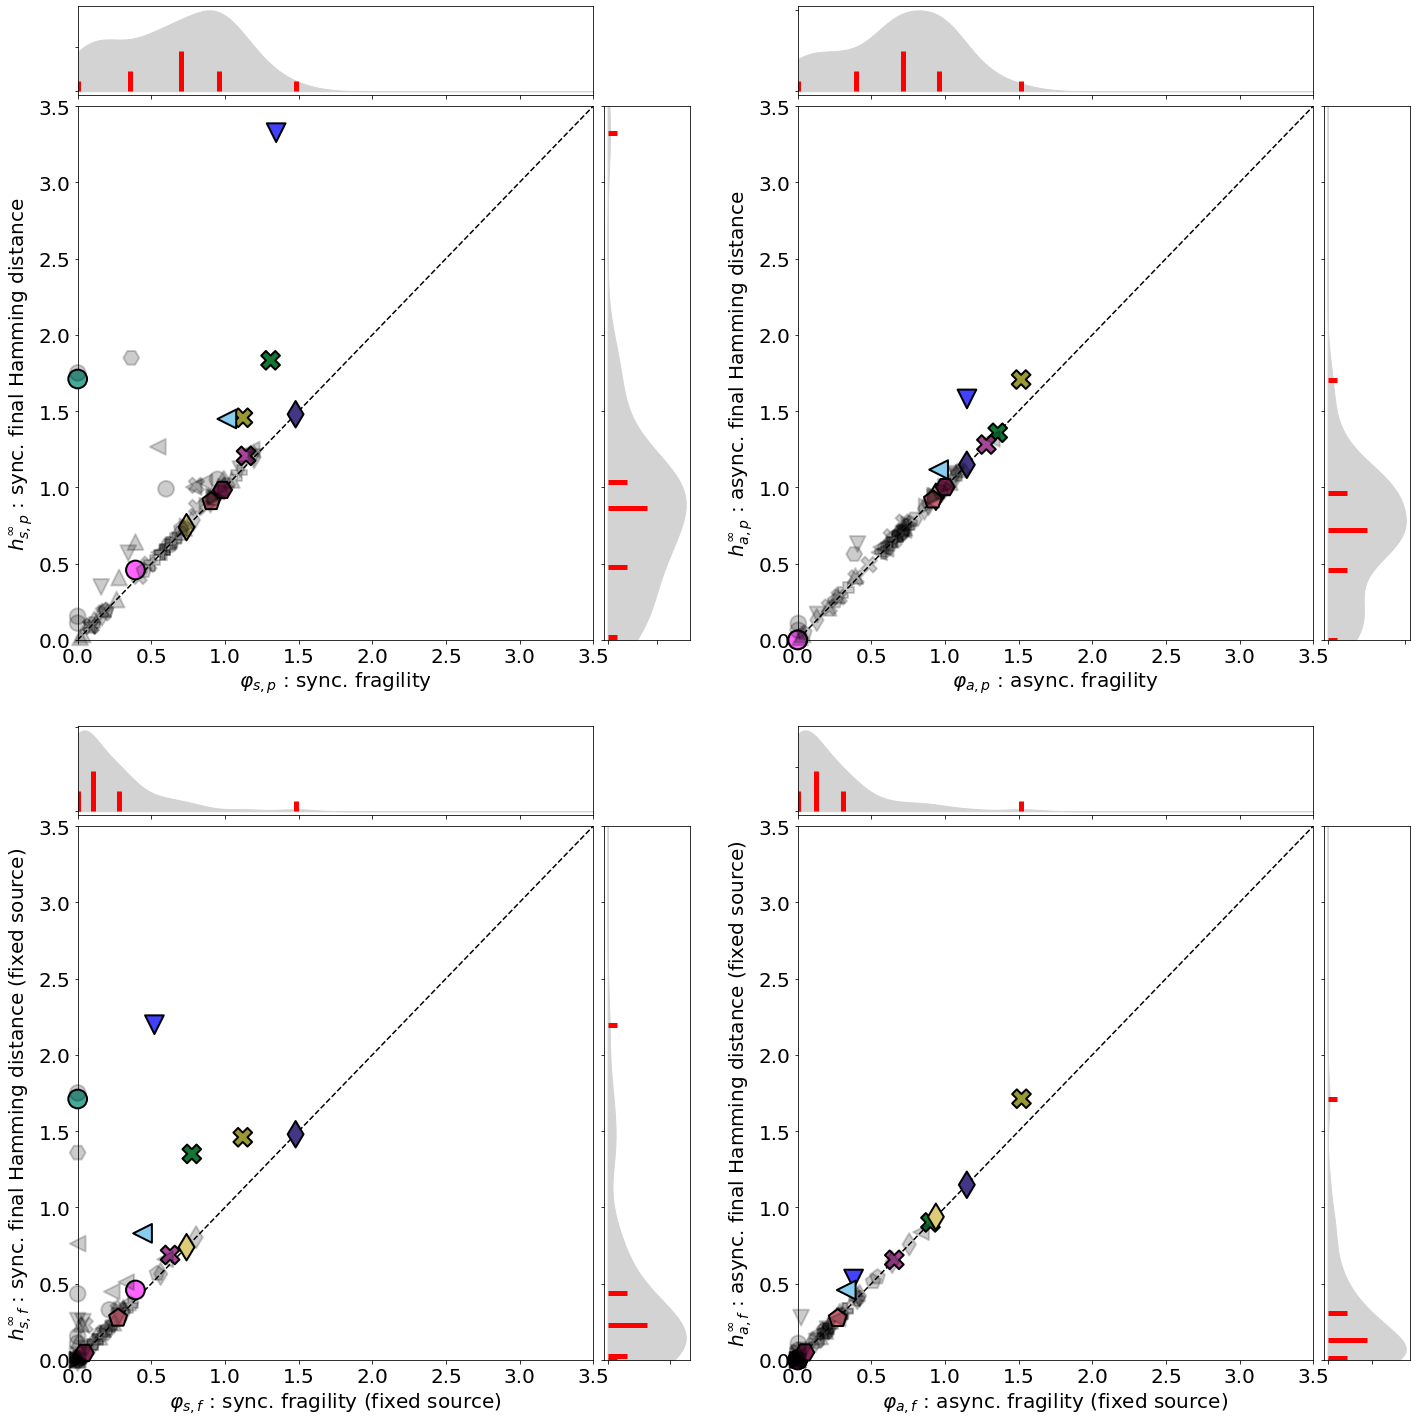 3.5 3.5
3.0 3.0
2.5 2.5
2.0 2.0
1.5 1.5
1.0 1.0
0.5 0.5
0.0 0.0
h∞s,p : sync. final Hamming distance
h∞a,p : async. final Hamming distance
0.0 0.5 1.0 1.5 2.0 2.5 3.0 3.5 0.0 0.5 1.0 1.5 2.0 2.5 3.0 3.5
φs,p : sync. fragility
φa,p : async. fragility
3.5 3.5
3.0 3.0
2.5 2.5
2.0 2.0
1.5 1.5
1.0 1.0
0.5 0.5
0.0 0.0
h∞s,f : sync. final Hamming distance (fixed source)
h∞a,f : async. final Hamming distance (fixed source)
0.0 0.5 1.0 1.5 2.0 2.5 3.0 3.5 0.0 0.5 1.0 1.5 2.0 2.5 3.0 3.5
φs,f : sync. fragility (fixed source)
φa,f : async. fragility (fixed source)